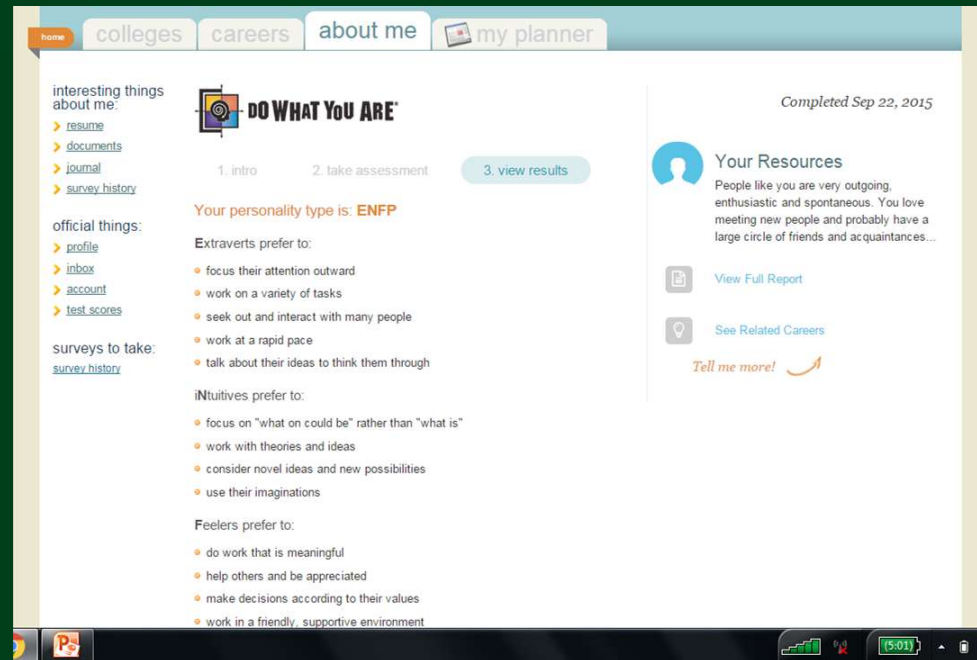 home
colleges
careers
about me
my planner
interesting things
about me:
resume
documents
journal
survey history
official things:
profile
inbox
account
test scores
surveys to take:
survey history
DO WHAT YOU ARE
1. intro
2. take assessment
3. view results
Your personality type is: ENFP
Extraverts prefer to:
focus their attention outward
work on a variety of tasks
seek out and interact with many people
work at a rapid pace
talk about their ideas to think them through
iNtuitives prefer to:
focus on "what on could be" rather than "what is"
work with theories and ideas
consider novel ideas and new possibilities
use their imaginations
Feelers prefer to:
do work that is meaningful
help others and be appreciated
make decisions according to their values
work in a friendly, supportive environment
Completed Sep 22, 2015
Your Resources
People like you are very outgoing,
enthusiastic and spontaneous. You love
meeting new people and probably have a
large circle of friends and acquaintances...
View Full Report
See Related Careers
Tell me more!
P
(5:01)